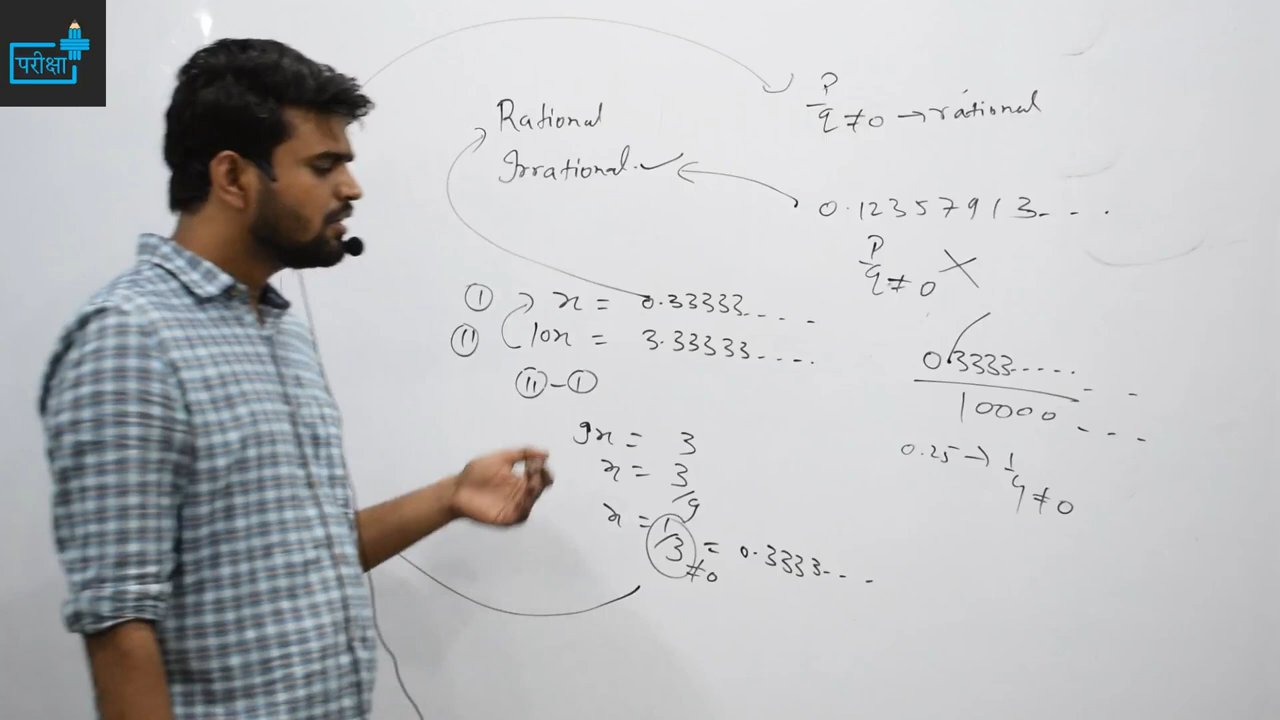 परीक्षा
Rational
Irrational. ✓
p/q ≠ 0 → rational
0.12357913- - .
p/q ≠ 0 ✗
① x = 0.33333. . . . .
② 10x = 3.33333. . . . .
② - ①
9x = 3
x = 3/9
x = 1/3 = 0.3333- - . .
≠0
0.3333. . . . . - -
10000 - - -
0.25 → 1/4 ≠ 0